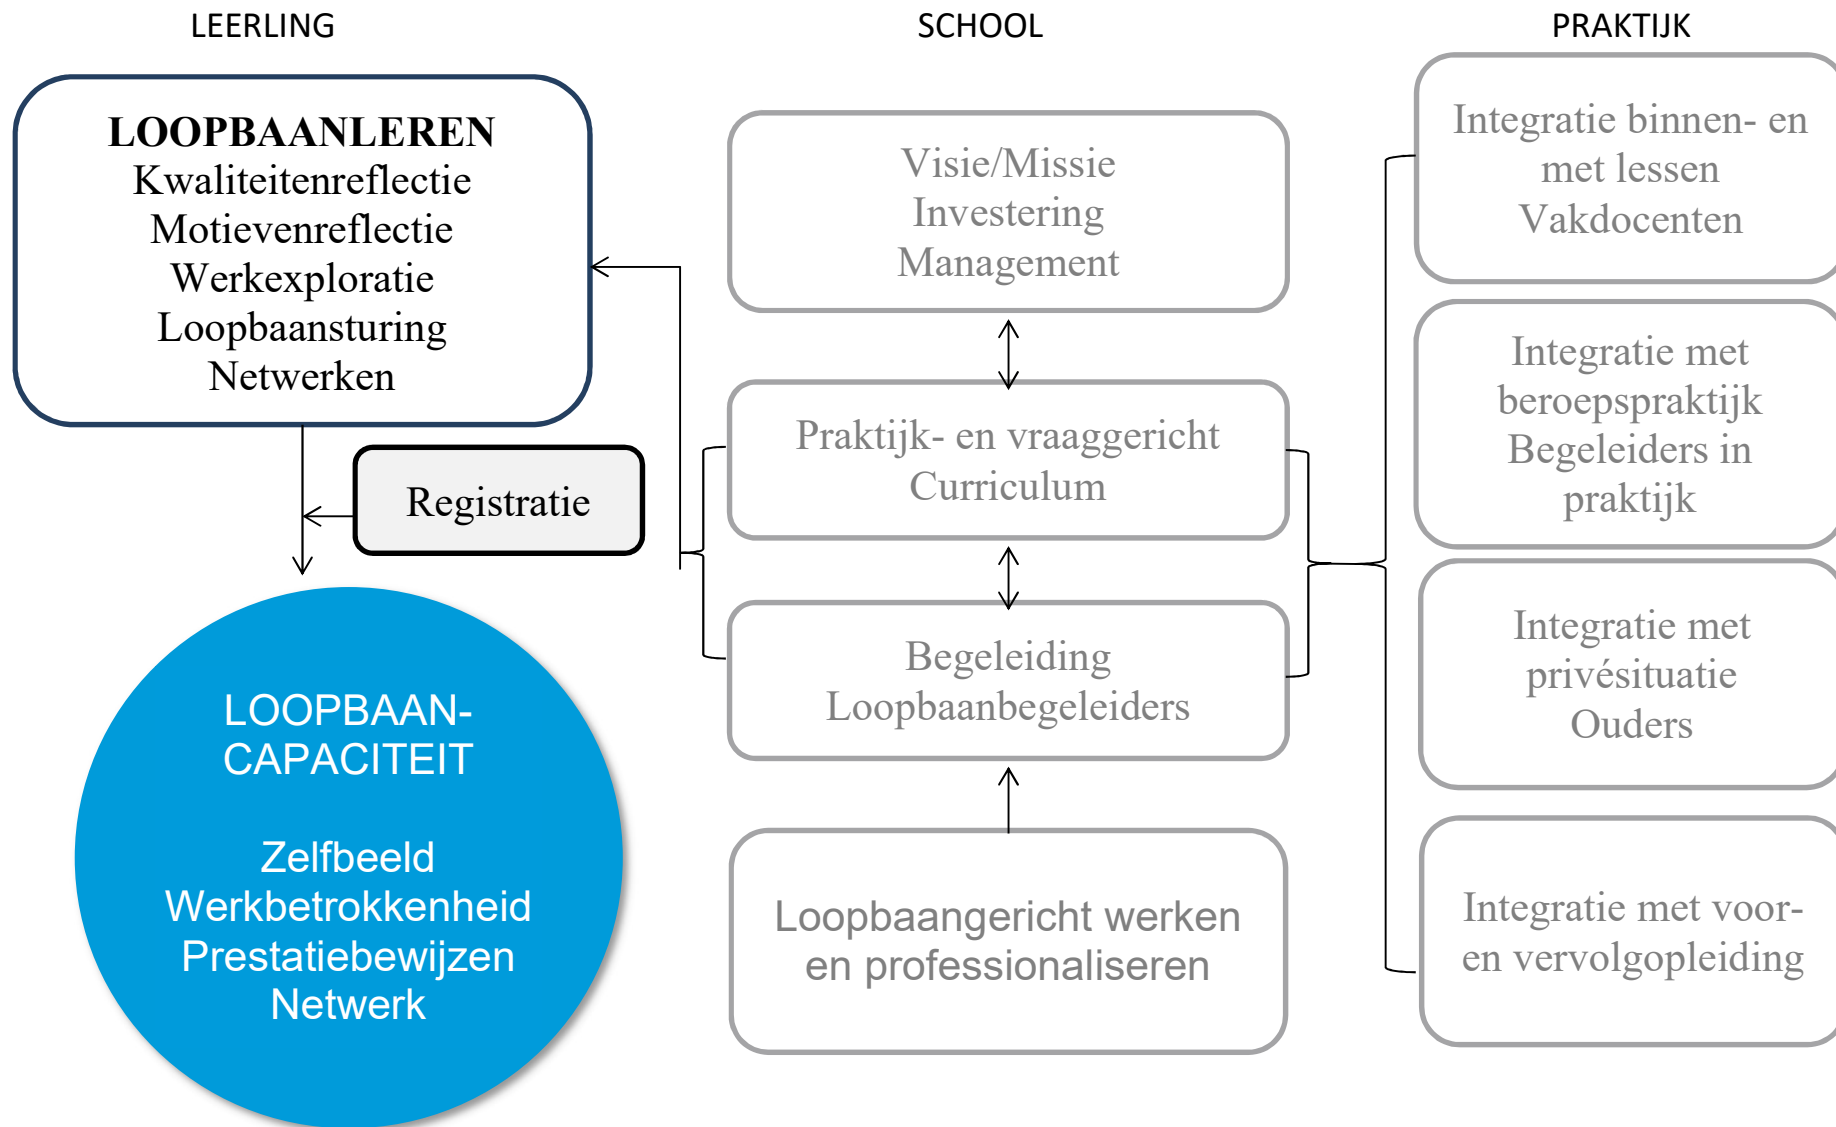 LEERLING
LOOPBAANLEREN
Kwaliteitenreflectie
Motievenreflectie
Werkexploratie
Loopbaansturing
Netwerken
Registratie
LOOPBAAN-
CAPACITEIT
Zelfbeeld
Werkbetrokkenheid
Prestatiebewijzen
Netwerk
SCHOOL
Visie/Missie
Investering
Management
Praktijk- en vraaggericht
Curriculum
Begeleiding
Loopbaanbegeleiders
Loopbaangericht werken
en professionaliseren
PRAKTIJK
Integratie binnen- en
met lessen
Vakdocenten
Integratie met
beroepspraktijk
Begeleiders in
praktijk
Integratie met
privésituatie
Ouders
Integratie met voor-
en vervolgopleiding